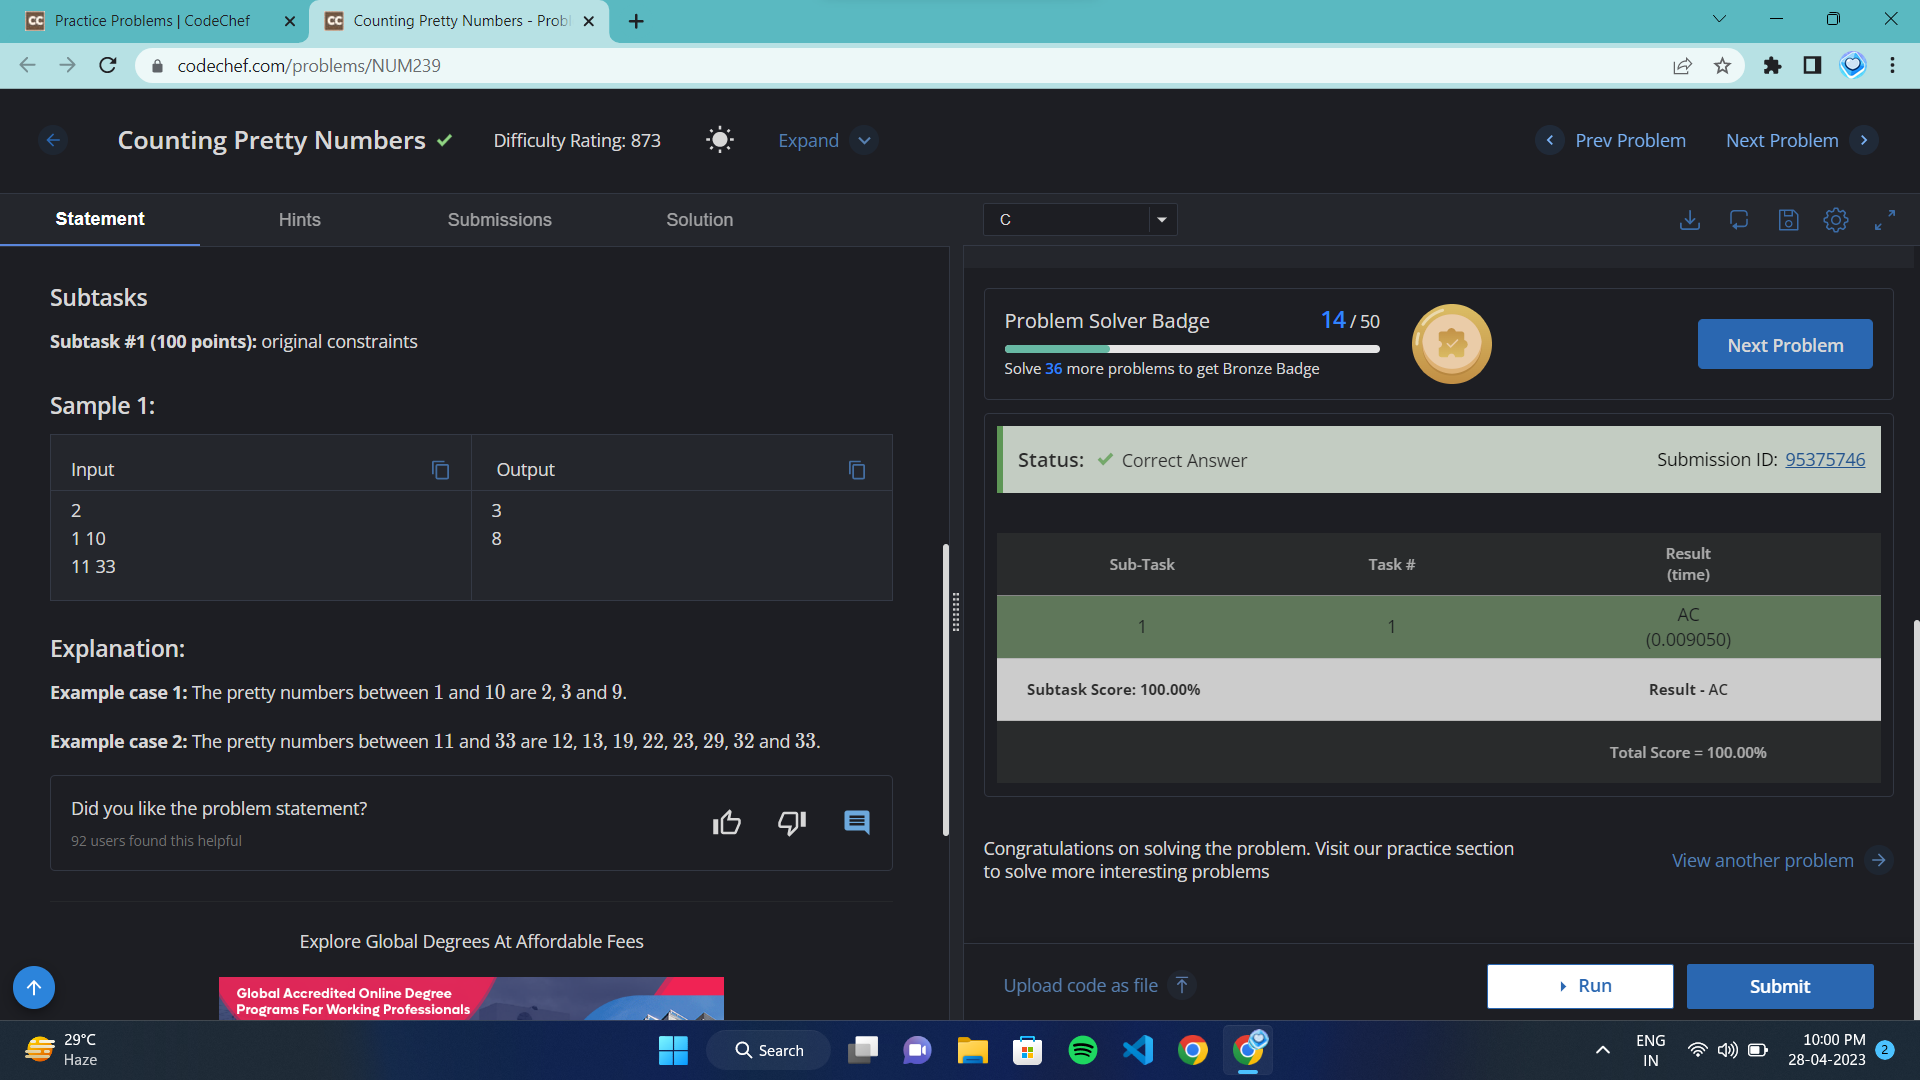 Practice Problems | CodeChef
Counting Pretty Numbers - Prob
codechef.com/problems/NUM239
Counting Pretty Numbers
Difficulty Rating: 873
Expand
Prev Problem
Next Problem
Statement
Hints
Submissions
Solution
C
Subtasks
Subtask #1 (100 points): original constraints
Sample 1:
Input
Output
2
1 10
11 33
3
8
Explanation:
Example case 1: The pretty numbers between 1 and 10 are 2, 3 and 9.
Example case 2: The pretty numbers between 11 and 33 are 12, 13, 19, 22, 23, 29, 32 and 33.
Did you like the problem statement?
92 users found this helpful
Explore Global Degrees At Affordable Fees
Global Accredited Online Degree
Programs For Working Professionals
Problem Solver Badge
14 / 50
Solve 36 more problems to get Bronze Badge
Next Problem
Status: Correct Answer
Submission ID: 95375746
Sub-Task
Task #
Result
(time)
1
1
AC
(0.009050)
Subtask Score: 100.00%
Result - AC
Total Score = 100.00%
Congratulations on solving the problem. Visit our practice section
to solve more interesting problems
View another problem
Upload code as file
Run
Submit
29°C
Haze
Search
ENG
IN
10:00 PM
28-04-2023
2